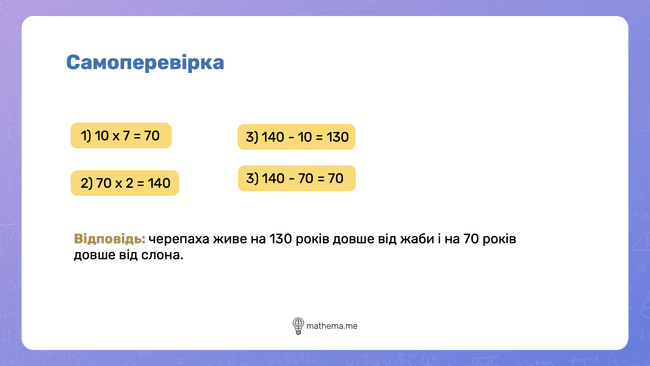 Самоперевірка
1) 10 x 7 = 70
2) 70 x 2 = 140
3) 140 - 10 = 130
3) 140 - 70 = 70
Відповідь: черепаха живе на 130 років довше від жаби і на 70 років
довше від слона.
mathema.me